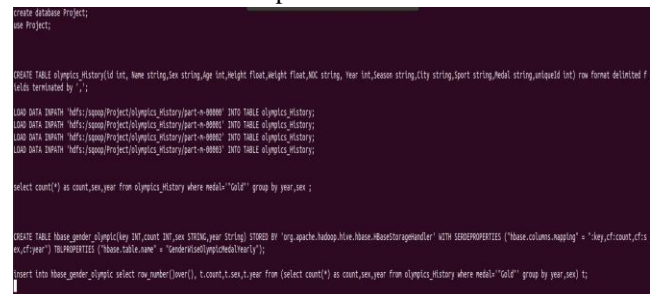 create database Project;
use Project;
CREATE TABLE olympics_History(id int, Name string,Sex string,Age int,Height float,Weight float,NOC string, Year int,Season string,City string,Sport string,Medal string,uniqueId int) row format delimited f
ields terminated by ',';
LOAD DATA INPATH 'hdfs:/sqoop/Project/olympics_History/part-m-00000' INTO TABLE olympics_History;
LOAD DATA INPATH 'hdfs:/sqoop/Project/olympics_History/part-m-00001' INTO TABLE olympics_History;
LOAD DATA INPATH 'hdfs:/sqoop/Project/olympics_History/part-m-00002' INTO TABLE olympics_History;
LOAD DATA INPATH 'hdfs:/sqoop/Project/olympics_History/part-m-00003' INTO TABLE olympics_History;
select count(*) as count,sex,year from olympics_History where medal='"Gold"' group by year,sex ;
CREATE TABLE hbase_gender_olympic(key INT,count INT,sex STRING,year String) STORED BY 'org.apache.hadoop.hive.hbase.HBaseStorageHandler' WITH SERDEPROPERTIES ("hbase.columns.mapping" = ":key,cf:count,cf:s
ex,cf:year") TBLPROPERTIES ("hbase.table.name" = "GenderWiseOlympicMedalYearly");
insert into hbase_gender_olympic select row_number()over(), t.count,t.sex,t.year from (select count(*) as count,sex,year from olympics_History where medal='"Gold"' group by year,sex) t;